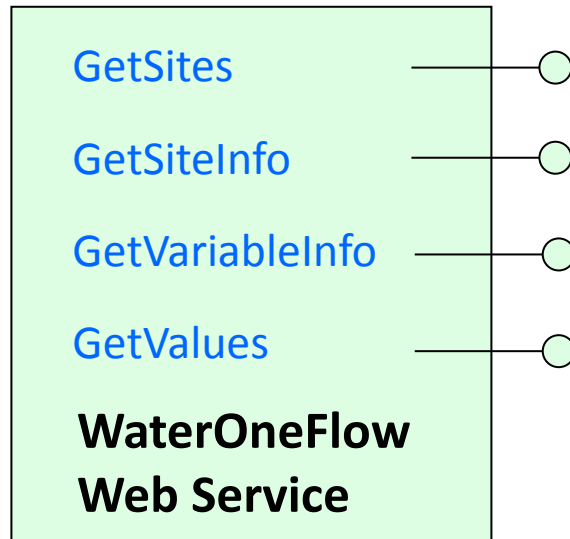 GetSites
GetSiteInfo
GetVariableInfo
GetValues
WaterOneFlow
Web Service